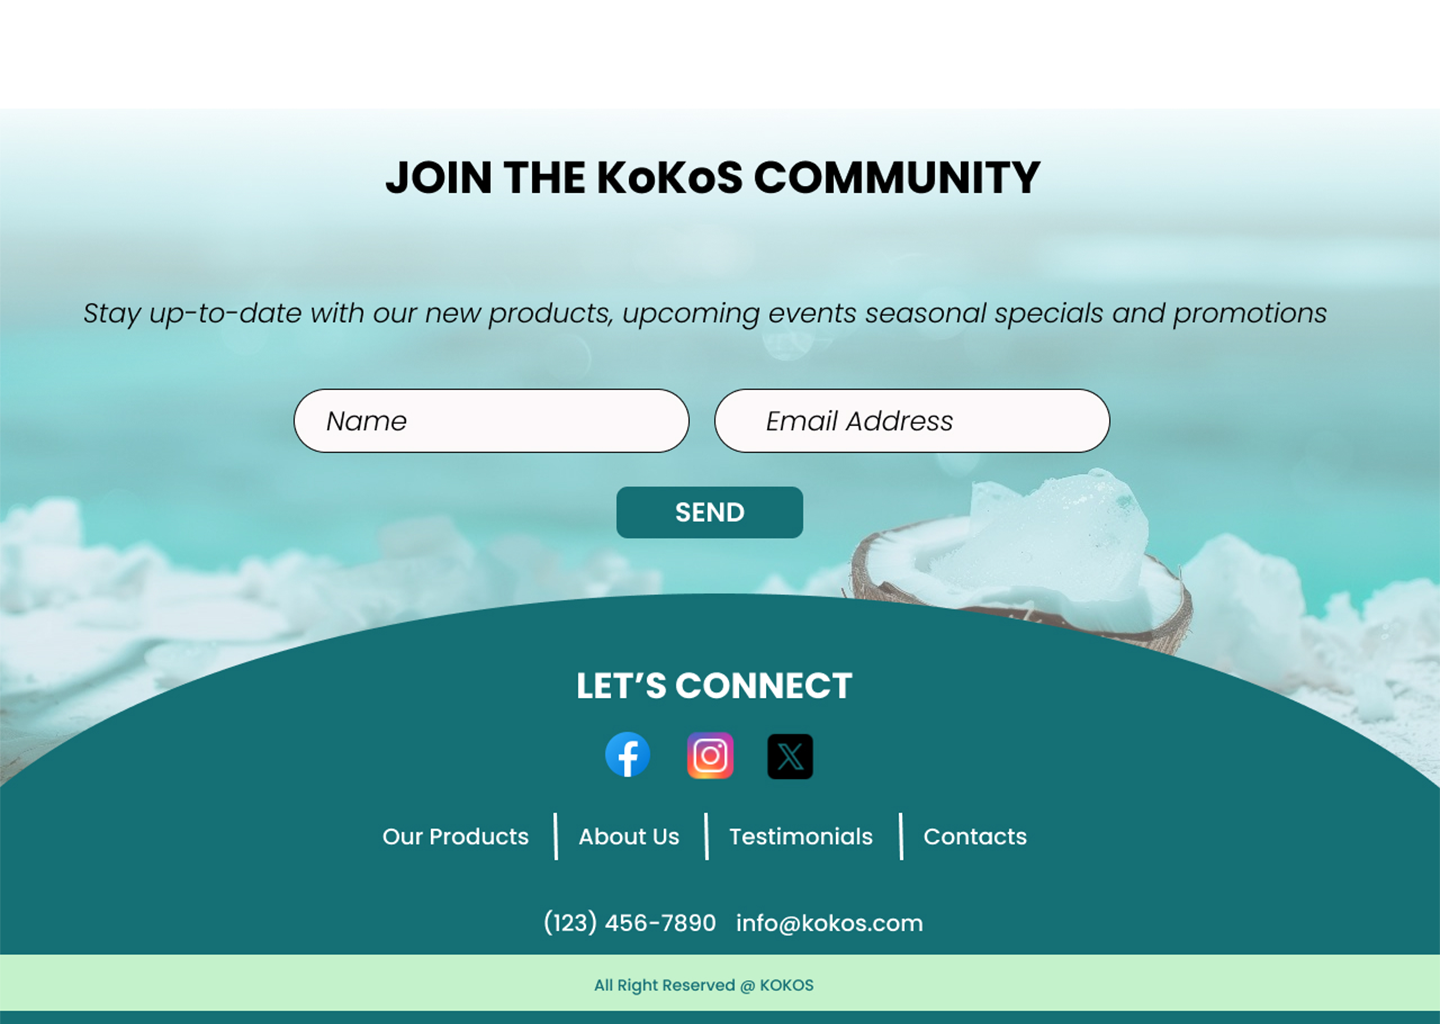 JOIN THE KoKoS COMMUNITY
Stay up-to-date with our new products, upcoming events seasonal specials and promotions
Name
Email Address
SEND
LET’S CONNECT
Our Products
About Us
Testimonials
Contacts
(123) 456-7890 info@kokos.com
All Right Reserved @ KOKOS